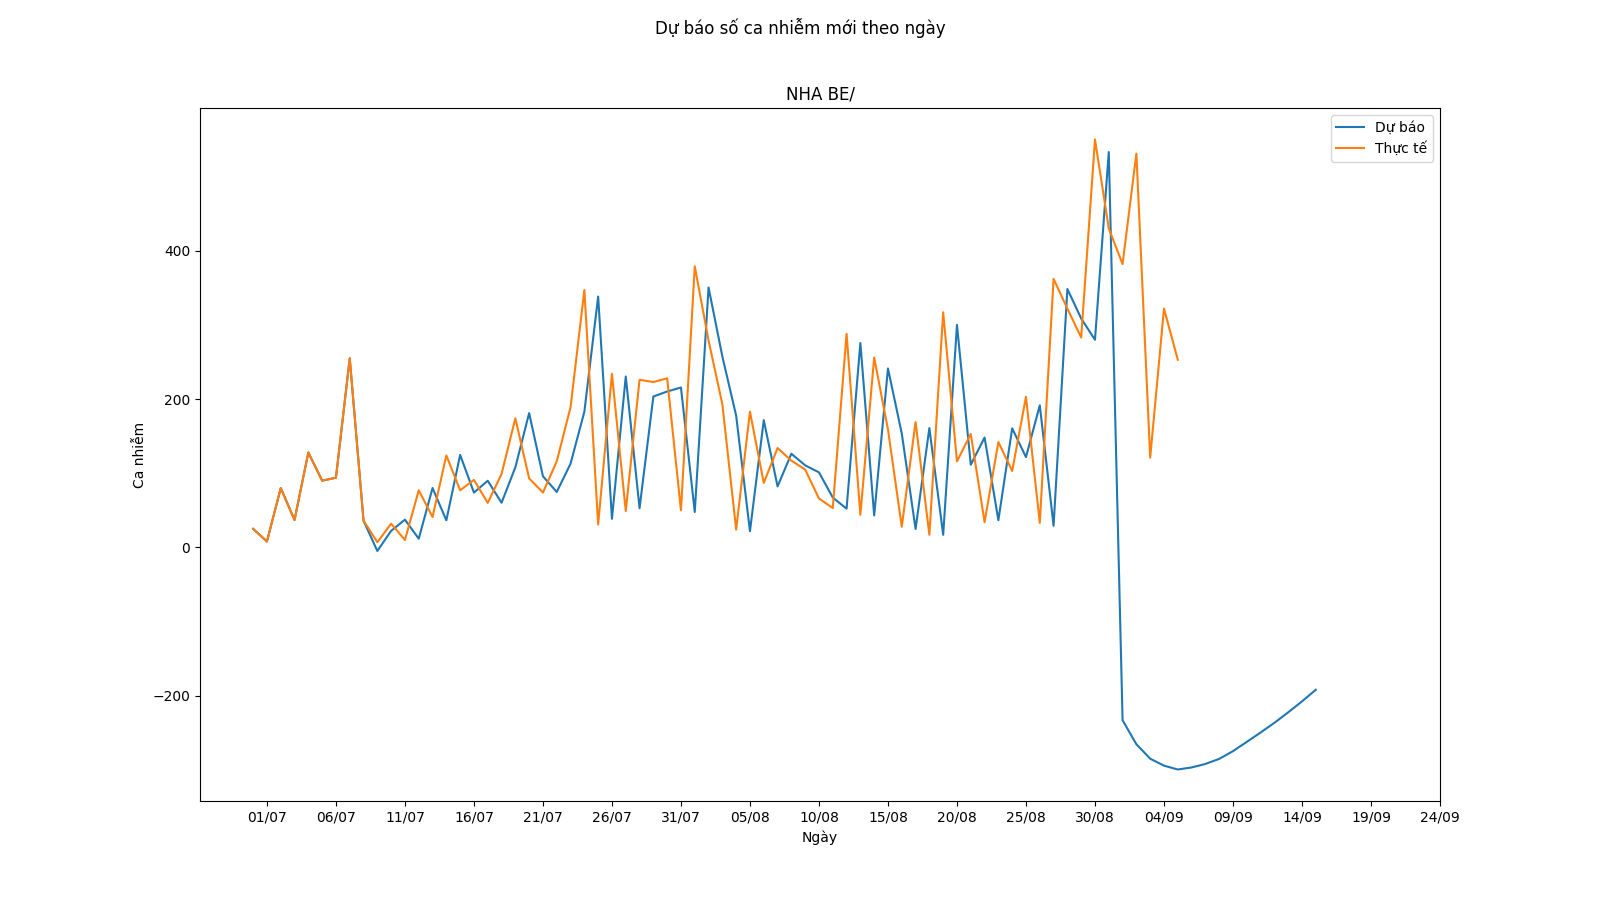 Dự báo số ca nhiễm mới theo ngày
NHA BE/
Dự báo
Thực tế
400
200
0
−200
Ca nhiễm
01/07 06/07 11/07 16/07 21/07 26/07 31/07 05/08 10/08 15/08 20/08 25/08 30/08 04/09 09/09 14/09 19/09 24/09
Ngày